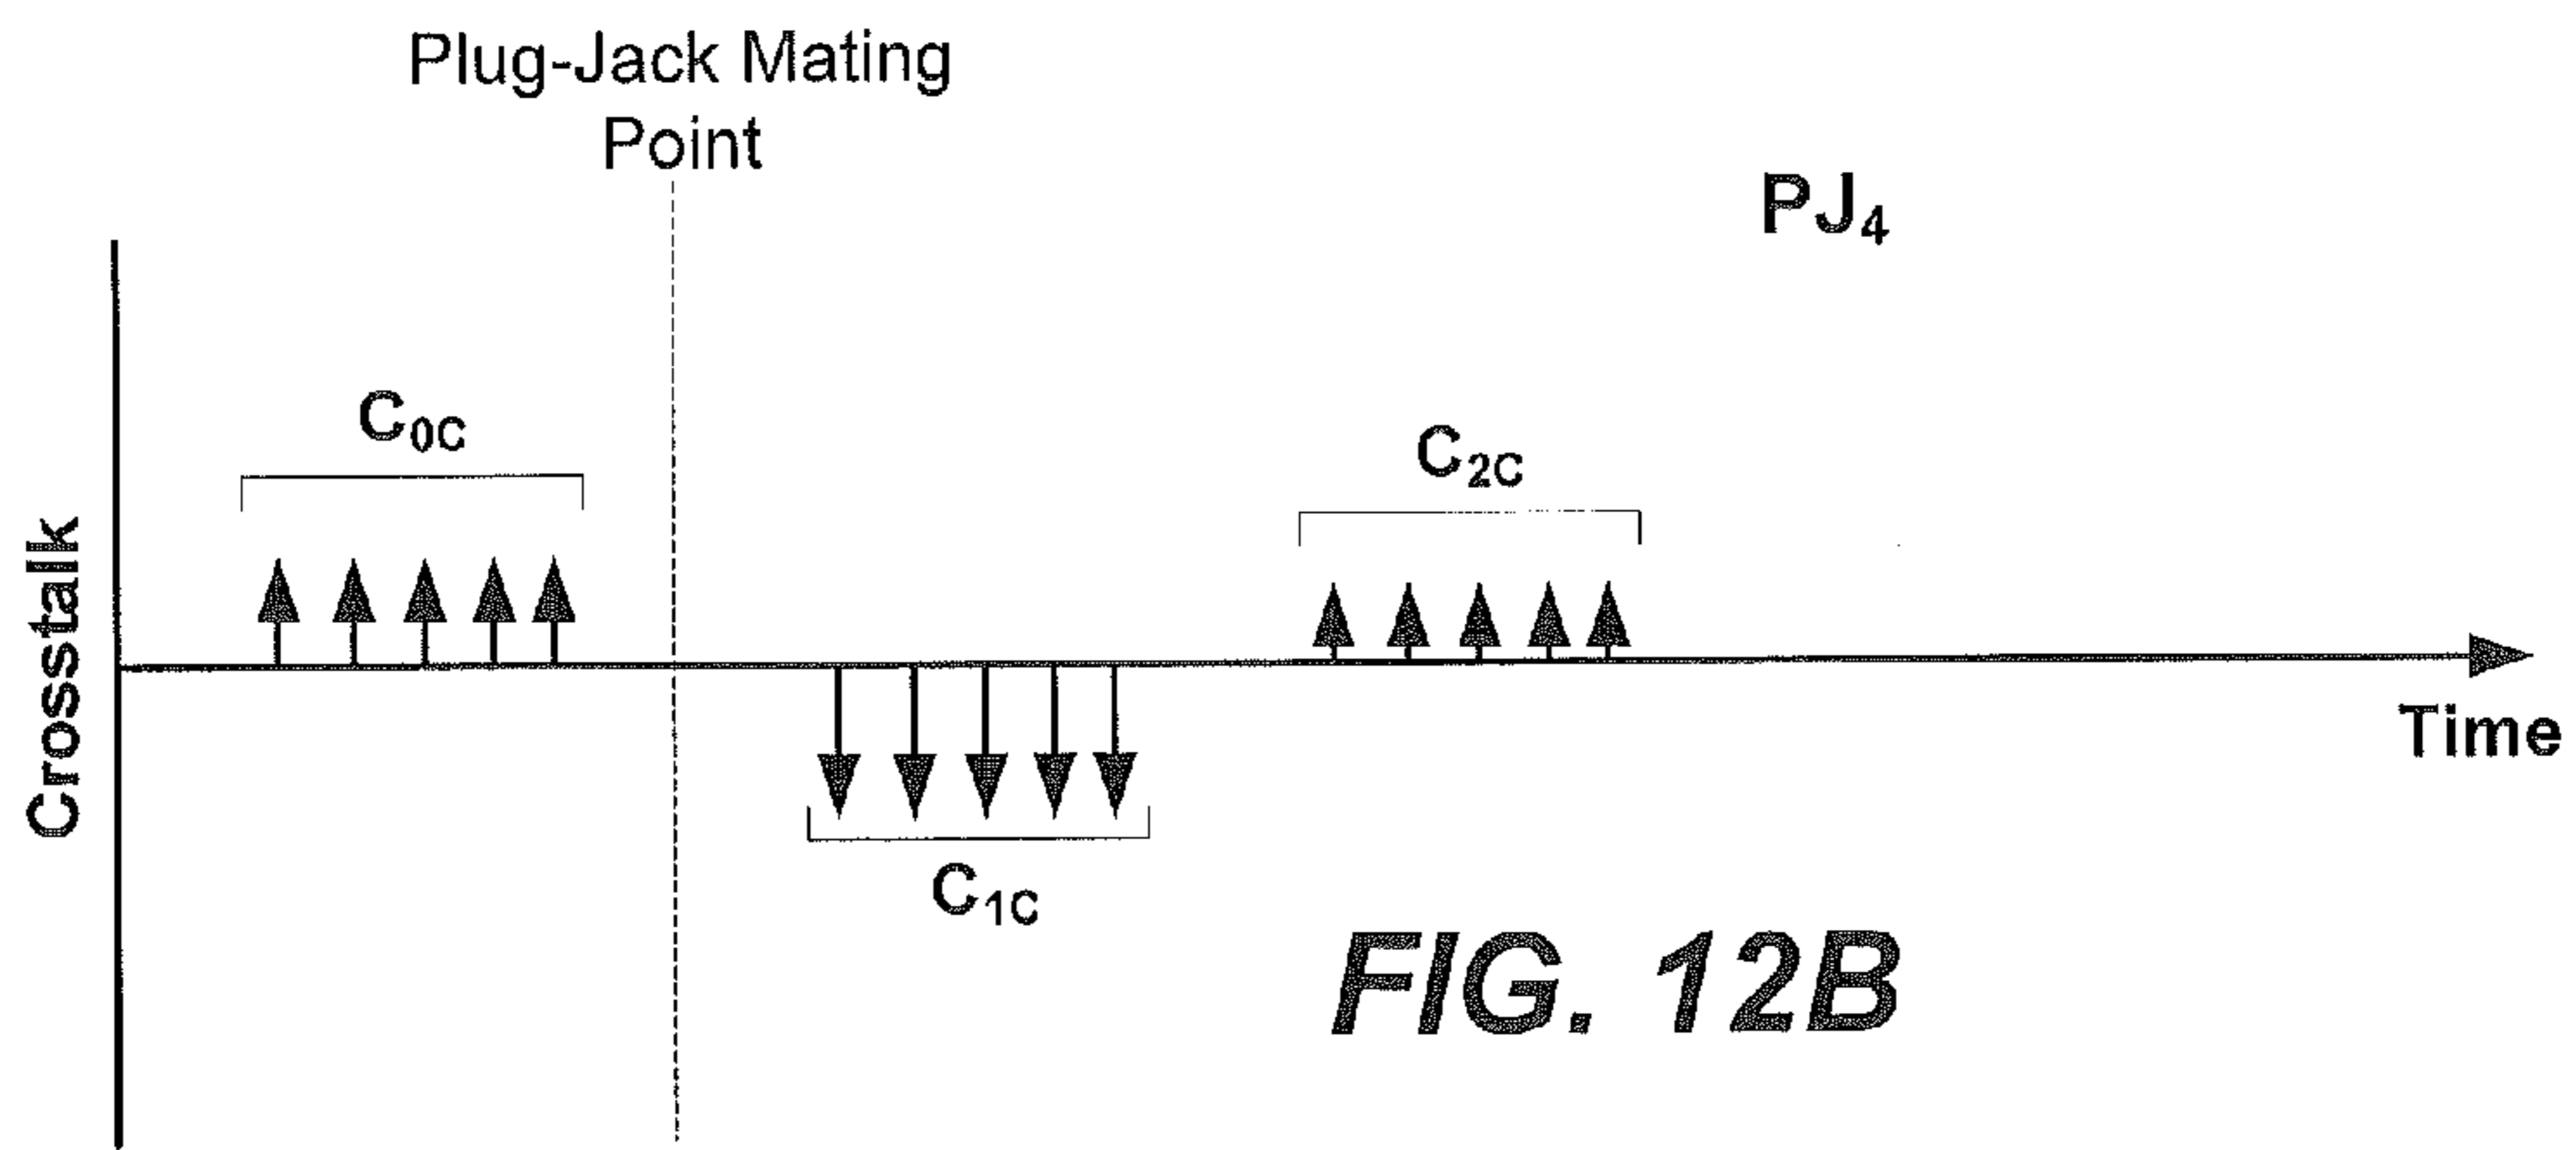 Plug-Jack Mating
Point
PJ₄
C₀C
C₂C
Crosstalk
Time
C₁C
FIG. 12B